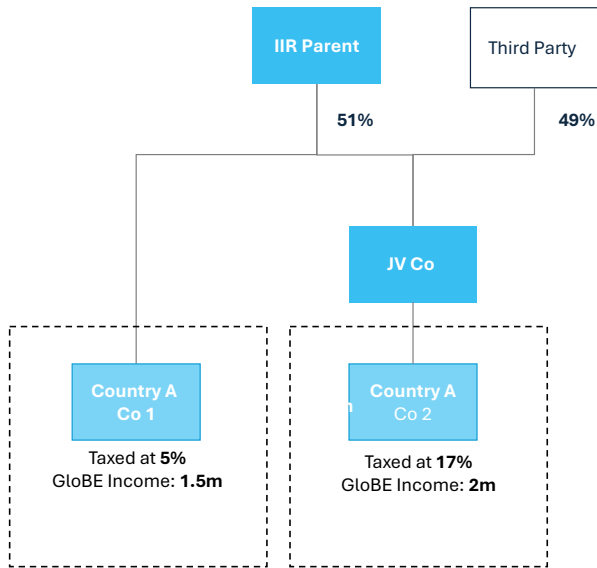 IIR Parent
Third Party
51%
49%
JV Co
Country A
Co 1
Country A
Co 2
Taxed at 5%
GloBE Income: 1.5m
Taxed at 17%
GloBE Income: 2m